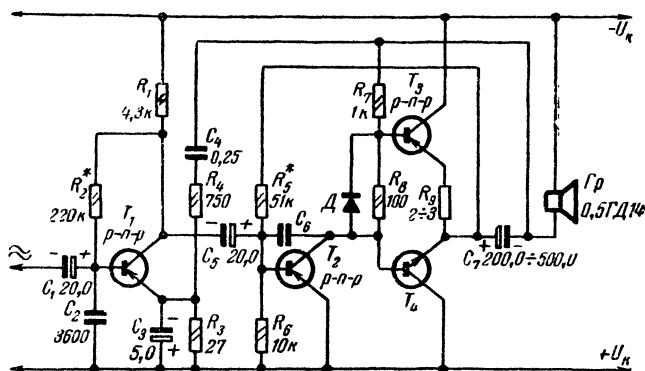 -Uк
R1
4,3к
C4
0,25
R7
1к
T3
p-n-p
R2*
220к
T1
p-n-p
R4
750
R5*
51к
Д
R8
100
R9
2÷3
Гр
0,5ГД14
C1 20,0
C5 20,0
C6
T2
p-n-p
T4
C7 200,0÷500,0
C2
3600
C3
5,0
R3
27
R6
10к
+Uк